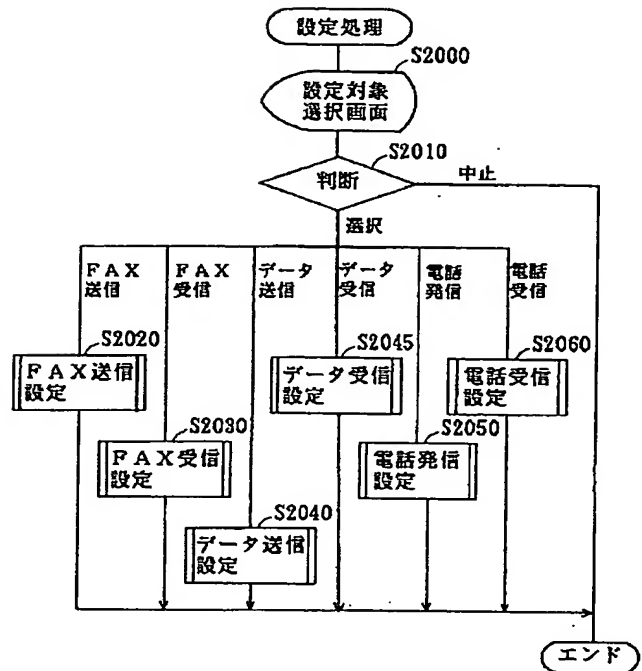 設定処理
S2000
設定対象
選択画面
S2010
判断
中止
選択
FAX
送信
FAX
受信
データ
送信
データ
受信
電話
発信
電話
受信
S2020
FAX送信
設定
S2045
データ受信
設定
S2060
電話受信
設定
S2030
FAX受信
設定
S2050
電話発信
設定
S2040
データ送信
設定
エンド